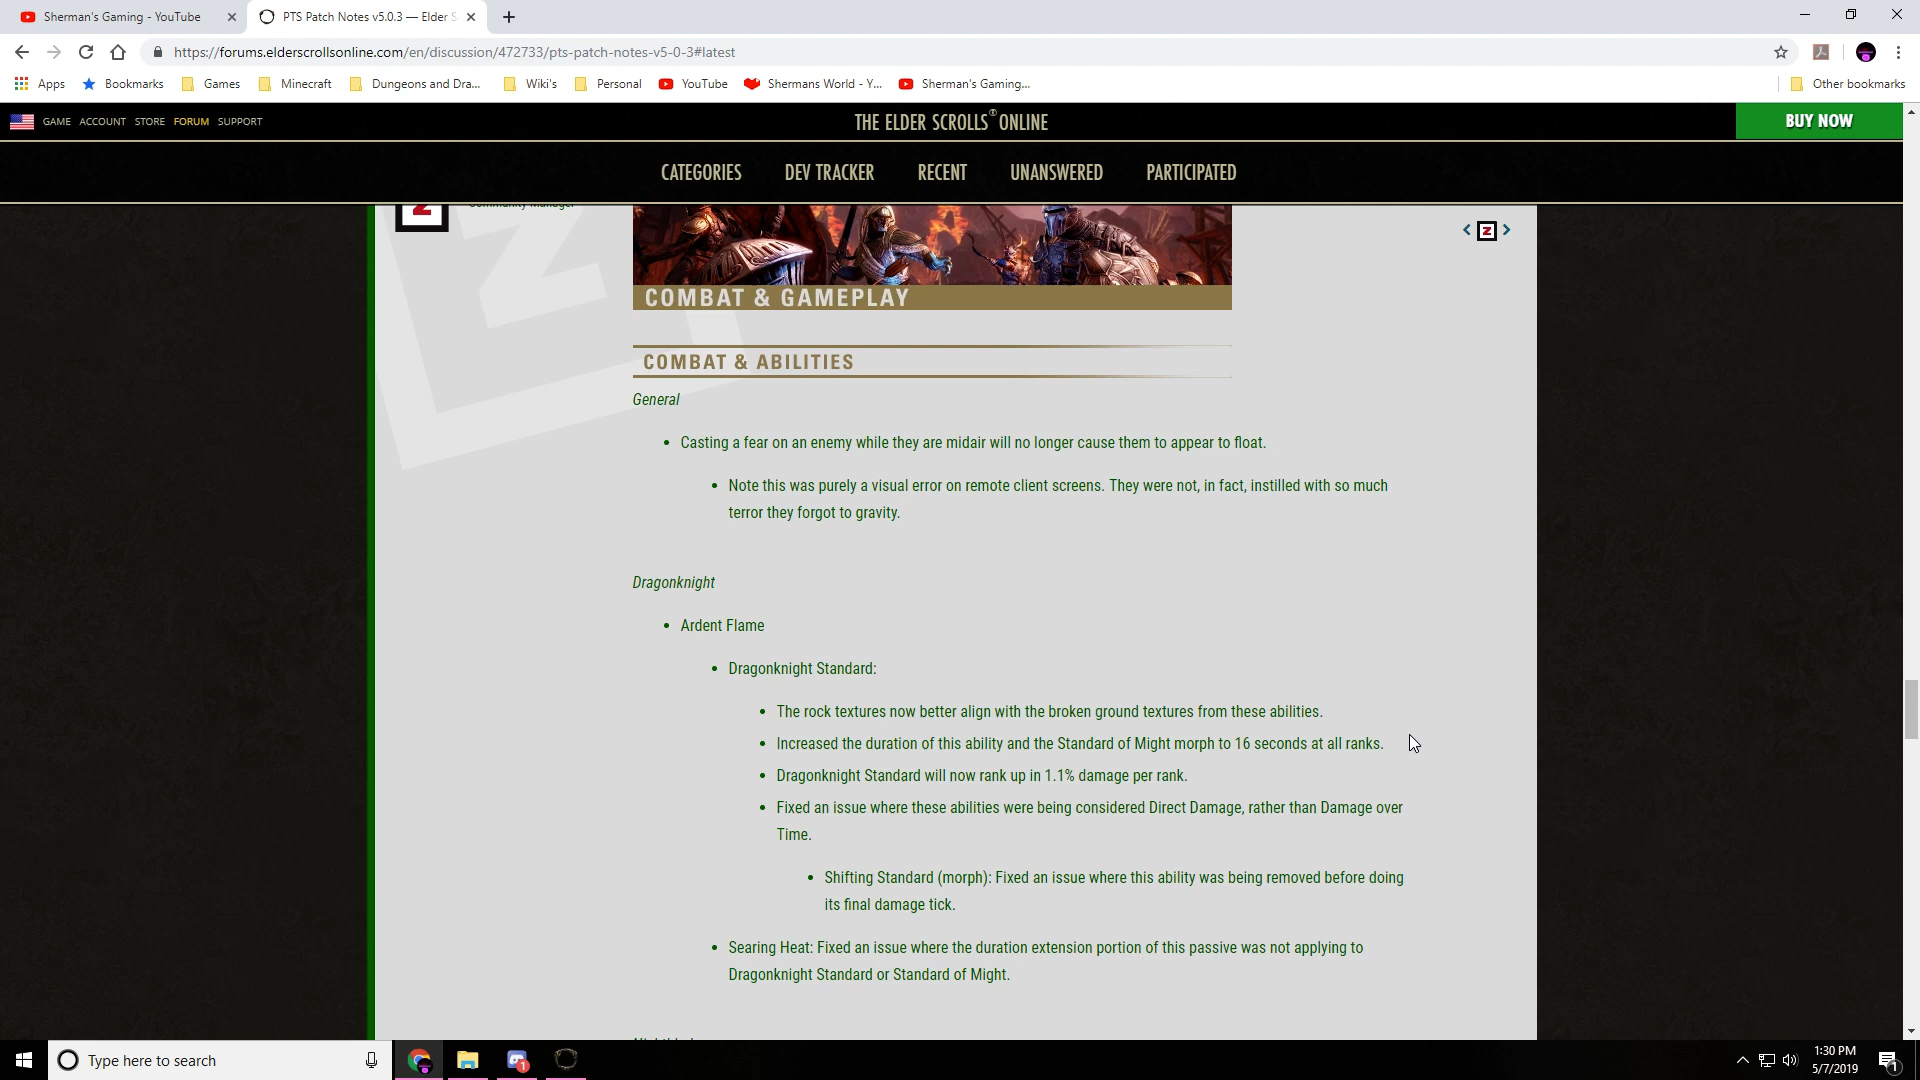 Sherman's Gaming - YouTube
PTS Patch Notes v5.0.3 — Elder S
https://forums.elderscrollsonline.com/en/discussion/472733/pts-patch-notes-v5-0-3#latest
Apps Bookmarks Games Minecraft Dungeons and Dra... Wiki's Personal YouTube Shermans World - Y... Sherman's Gaming... Other bookmarks
GAME ACCOUNT STORE FORUM SUPPORT
THE ELDER SCROLLS® ONLINE
BUY NOW
CATEGORIES DEV TRACKER RECENT UNANSWERED PARTICIPATED
Community Manager
< Z >
COMBAT & GAMEPLAY
COMBAT & ABILITIES
General
• Casting a fear on an enemy while they are midair will no longer cause them to appear to float.
• Note this was purely a visual error on remote client screens. They were not, in fact, instilled with so much
terror they forgot to gravity.
Dragonknight
• Ardent Flame
• Dragonknight Standard:
• The rock textures now better align with the broken ground textures from these abilities.
• Increased the duration of this ability and the Standard of Might morph to 16 seconds at all ranks.
• Dragonknight Standard will now rank up in 1.1% damage per rank.
• Fixed an issue where these abilities were being considered Direct Damage, rather than Damage over
Time.
• Shifting Standard (morph): Fixed an issue where this ability was being removed before doing
its final damage tick.
• Searing Heat: Fixed an issue where the duration extension portion of this passive was not applying to
Dragonknight Standard or Standard of Might.
Type here to search
1
1:30 PM
5/7/2019
1